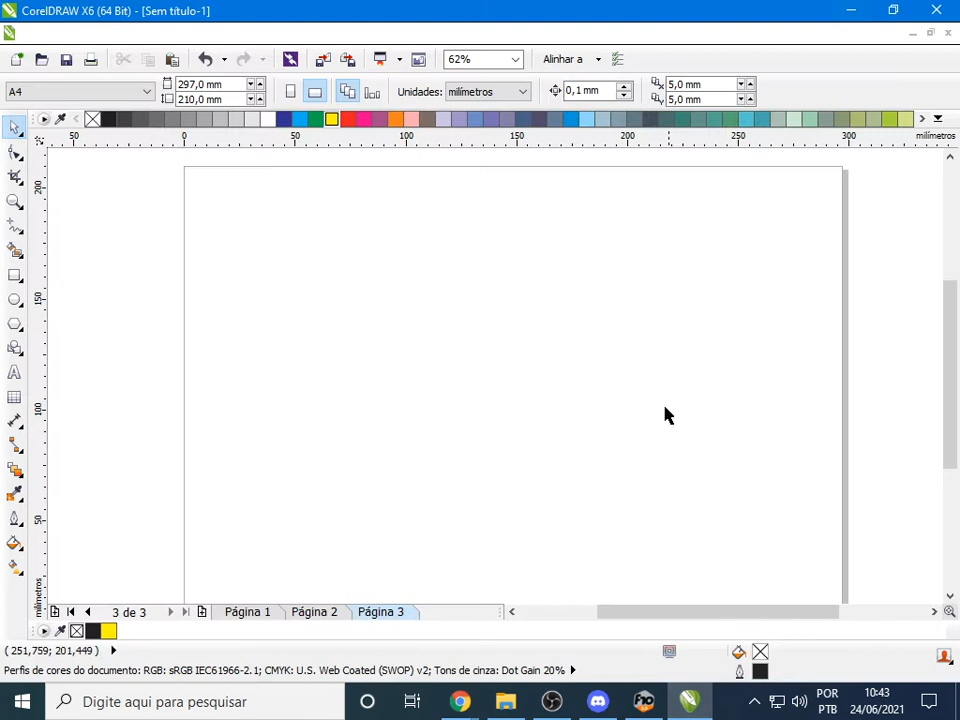 CorelDRAW X6 (64 Bit) - [Sem título-1]
62%
Alinhar a
A4
297,0 mm
210,0 mm
Unidades: milímetros
0,1 mm
5,0 mm
5,0 mm
50 0 50 100 150 200 250 300 milímetros
200
150
100
50
milímetros
3 de 3
Página 1
Página 2
Página 3
( 251,759; 201,449 )
Perfis de cores do documento: RGB: sRGB IEC61966-2.1; CMYK: U.S. Web Coated (SWOP) v2; Tons de cinza: Dot Gain 20%
Digite aqui para pesquisar
POR
PTB
10:43
24/06/2021